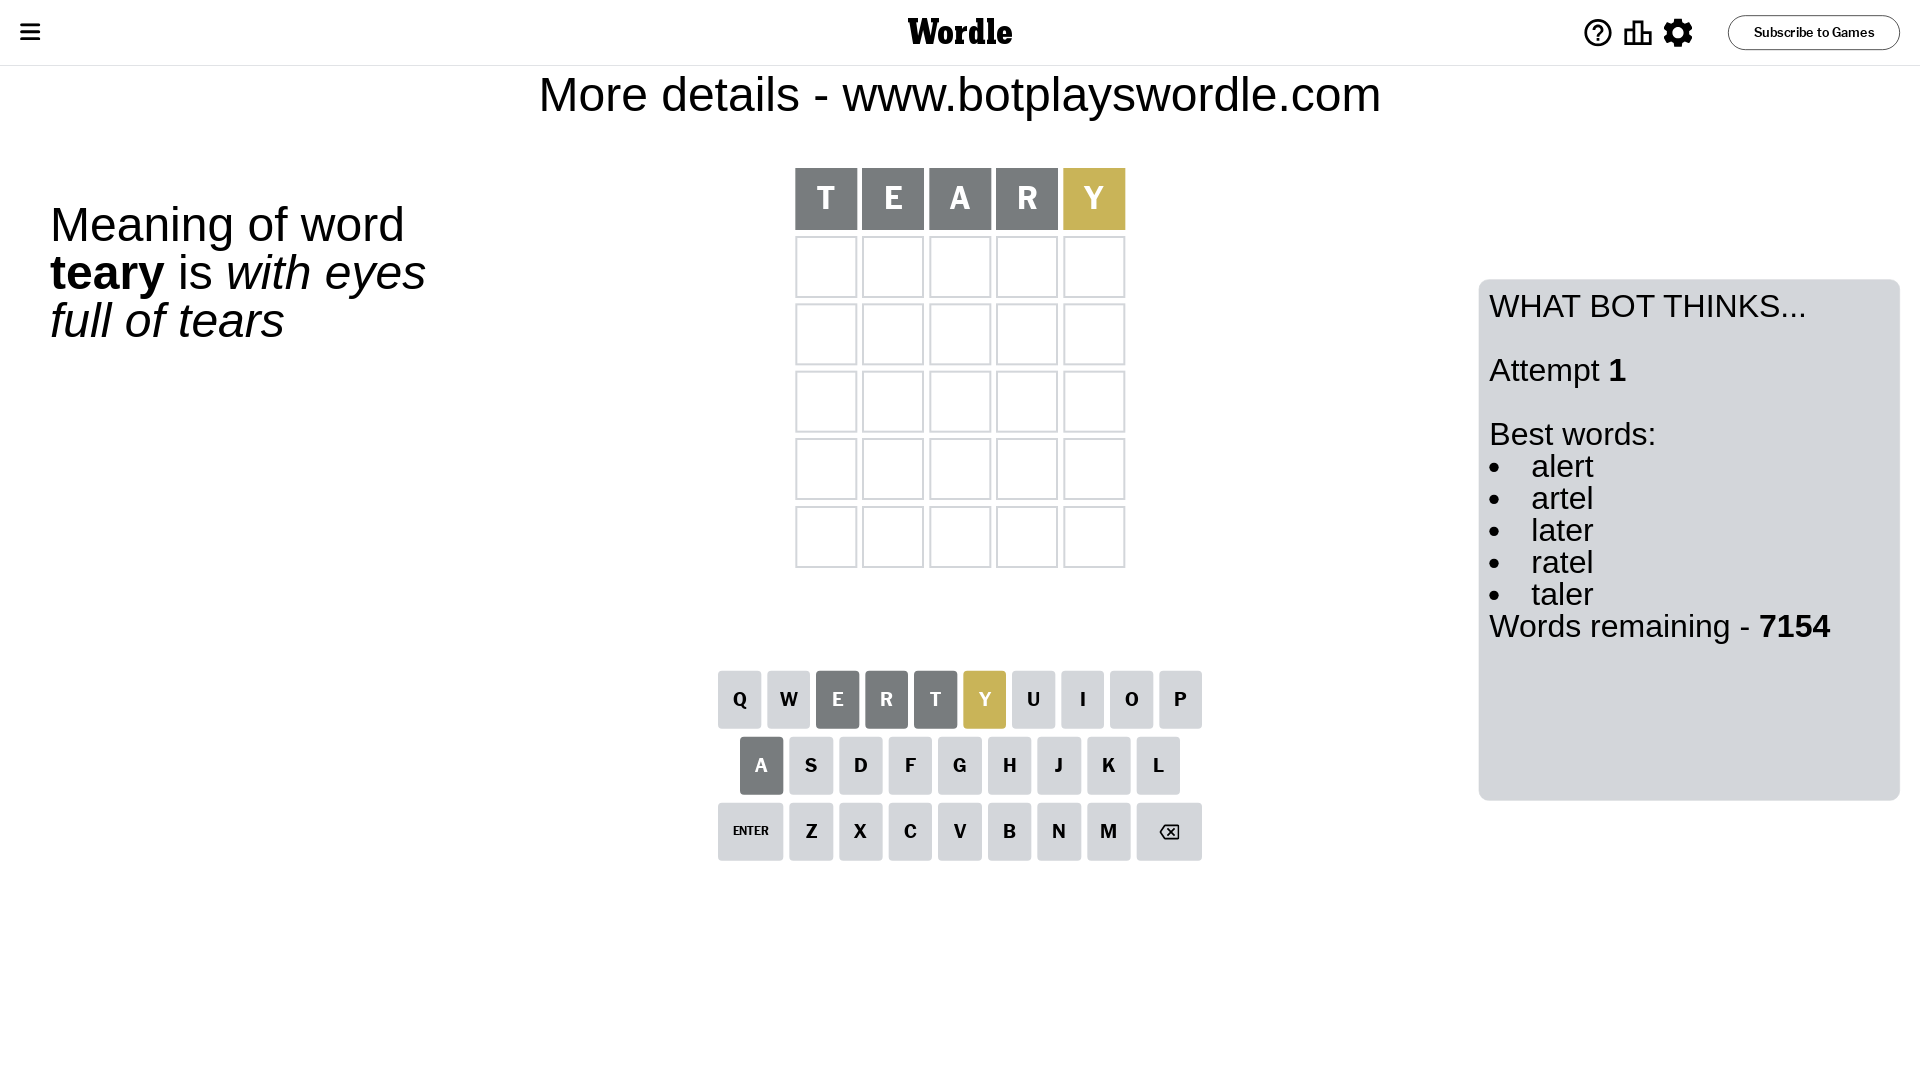 Wordle
Subscribe to Games
More details - www.botplayswordle.com
Meaning of word
teary is with eyes
full of tears
T E A R Y
WHAT BOT THINKS...
Attempt 1
Best words:
• alert
• artel
• later
• ratel
• taler
Words remaining - 7154
Q W E R T Y U I O P
A S D F G H J K L
ENTER Z X C V B N M